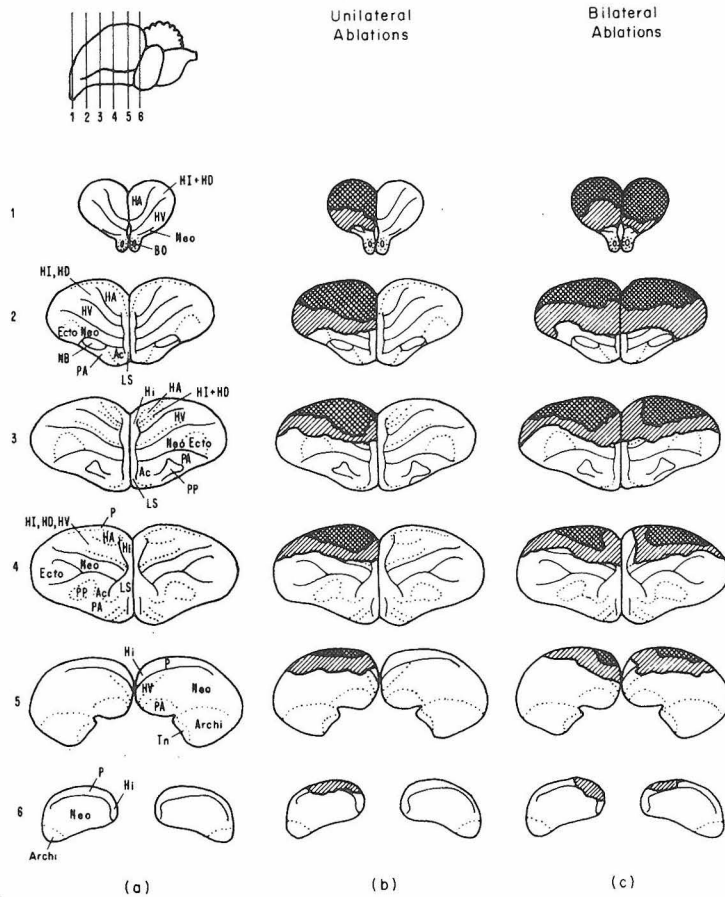 Unilateral
Ablations
Bilateral
Ablations
1 2 3 4 5 6
1
HA
HI+HD
HV
Neo
BO
2
HI, HD
HA
HV
Ecto Neo
NB
PA
Ac
LS
3
Hi
HA
HI+HD
HV
Neo Ecto
PA
Ac
PP
LS
4
P
HI, HD, HV
HA
Hi
Neo
Ecto
LS
PP
Ac
PA
5
Hi
P
HV
Neo
PA
Archi
Tn
6
P
Hi
Neo
Archi
(a) (b) (c)